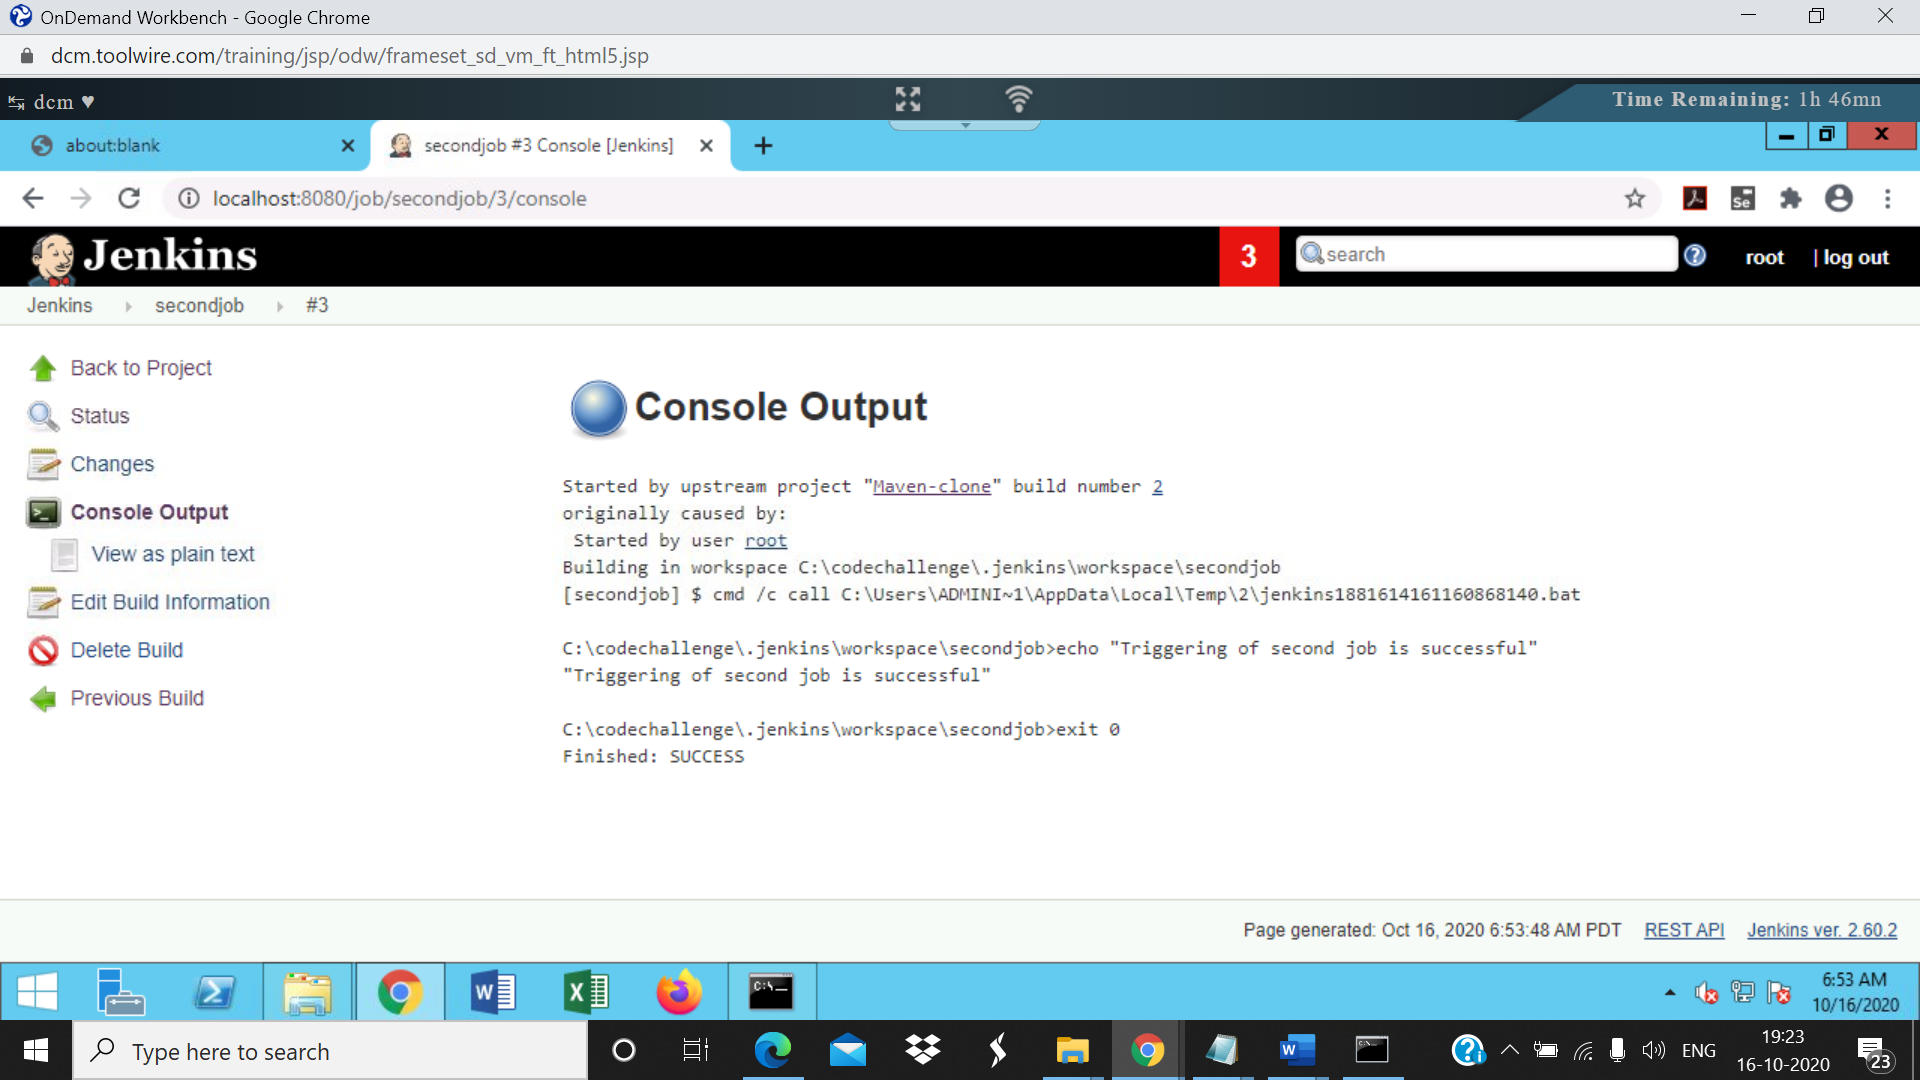 OnDemand Workbench - Google Chrome
dcm.toolwire.com/training/jsp/odw/frameset_sd_vm_ft_html5.jsp
dcm ♥
Time Remaining: 1h 46mn
about:blank
secondjob #3 Console [Jenkins]
localhost:8080/job/secondjob/3/console
Se
Jenkins
3
search
root
| log out
Jenkins
secondjob
#3
Back to Project
Status
Changes
Console Output
View as plain text
Edit Build Information
Delete Build
Previous Build
Console Output
Started by upstream project "Maven-clone" build number 2
originally caused by:
Started by user root
Building in workspace C:\codechallenge\.jenkins\workspace\secondjob
[secondjob] $ cmd /c call C:\Users\ADMINI~1\AppData\Local\Temp\2\jenkins1881614161160868140.bat
C:\codechallenge\.jenkins\workspace\secondjob>echo "Triggering of second job is successful"
"Triggering of second job is successful"
C:\codechallenge\.jenkins\workspace\secondjob>exit 0
Finished: SUCCESS
Page generated: Oct 16, 2020 6:53:48 AM PDT
REST API
Jenkins ver. 2.60.2
6:53 AM
10/16/2020
Type here to search
ENG
19:23
16-10-2020
23